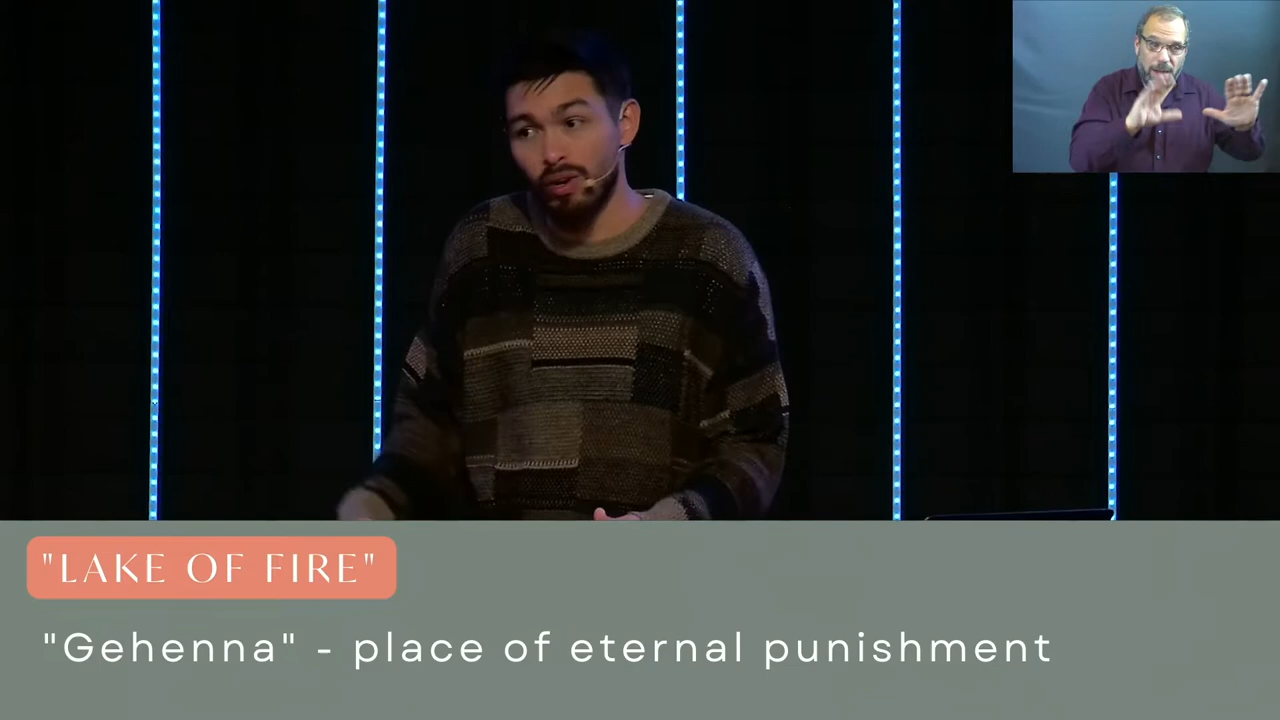 "LAKE OF FIRE"
"Gehenna" - place of eternal punishment